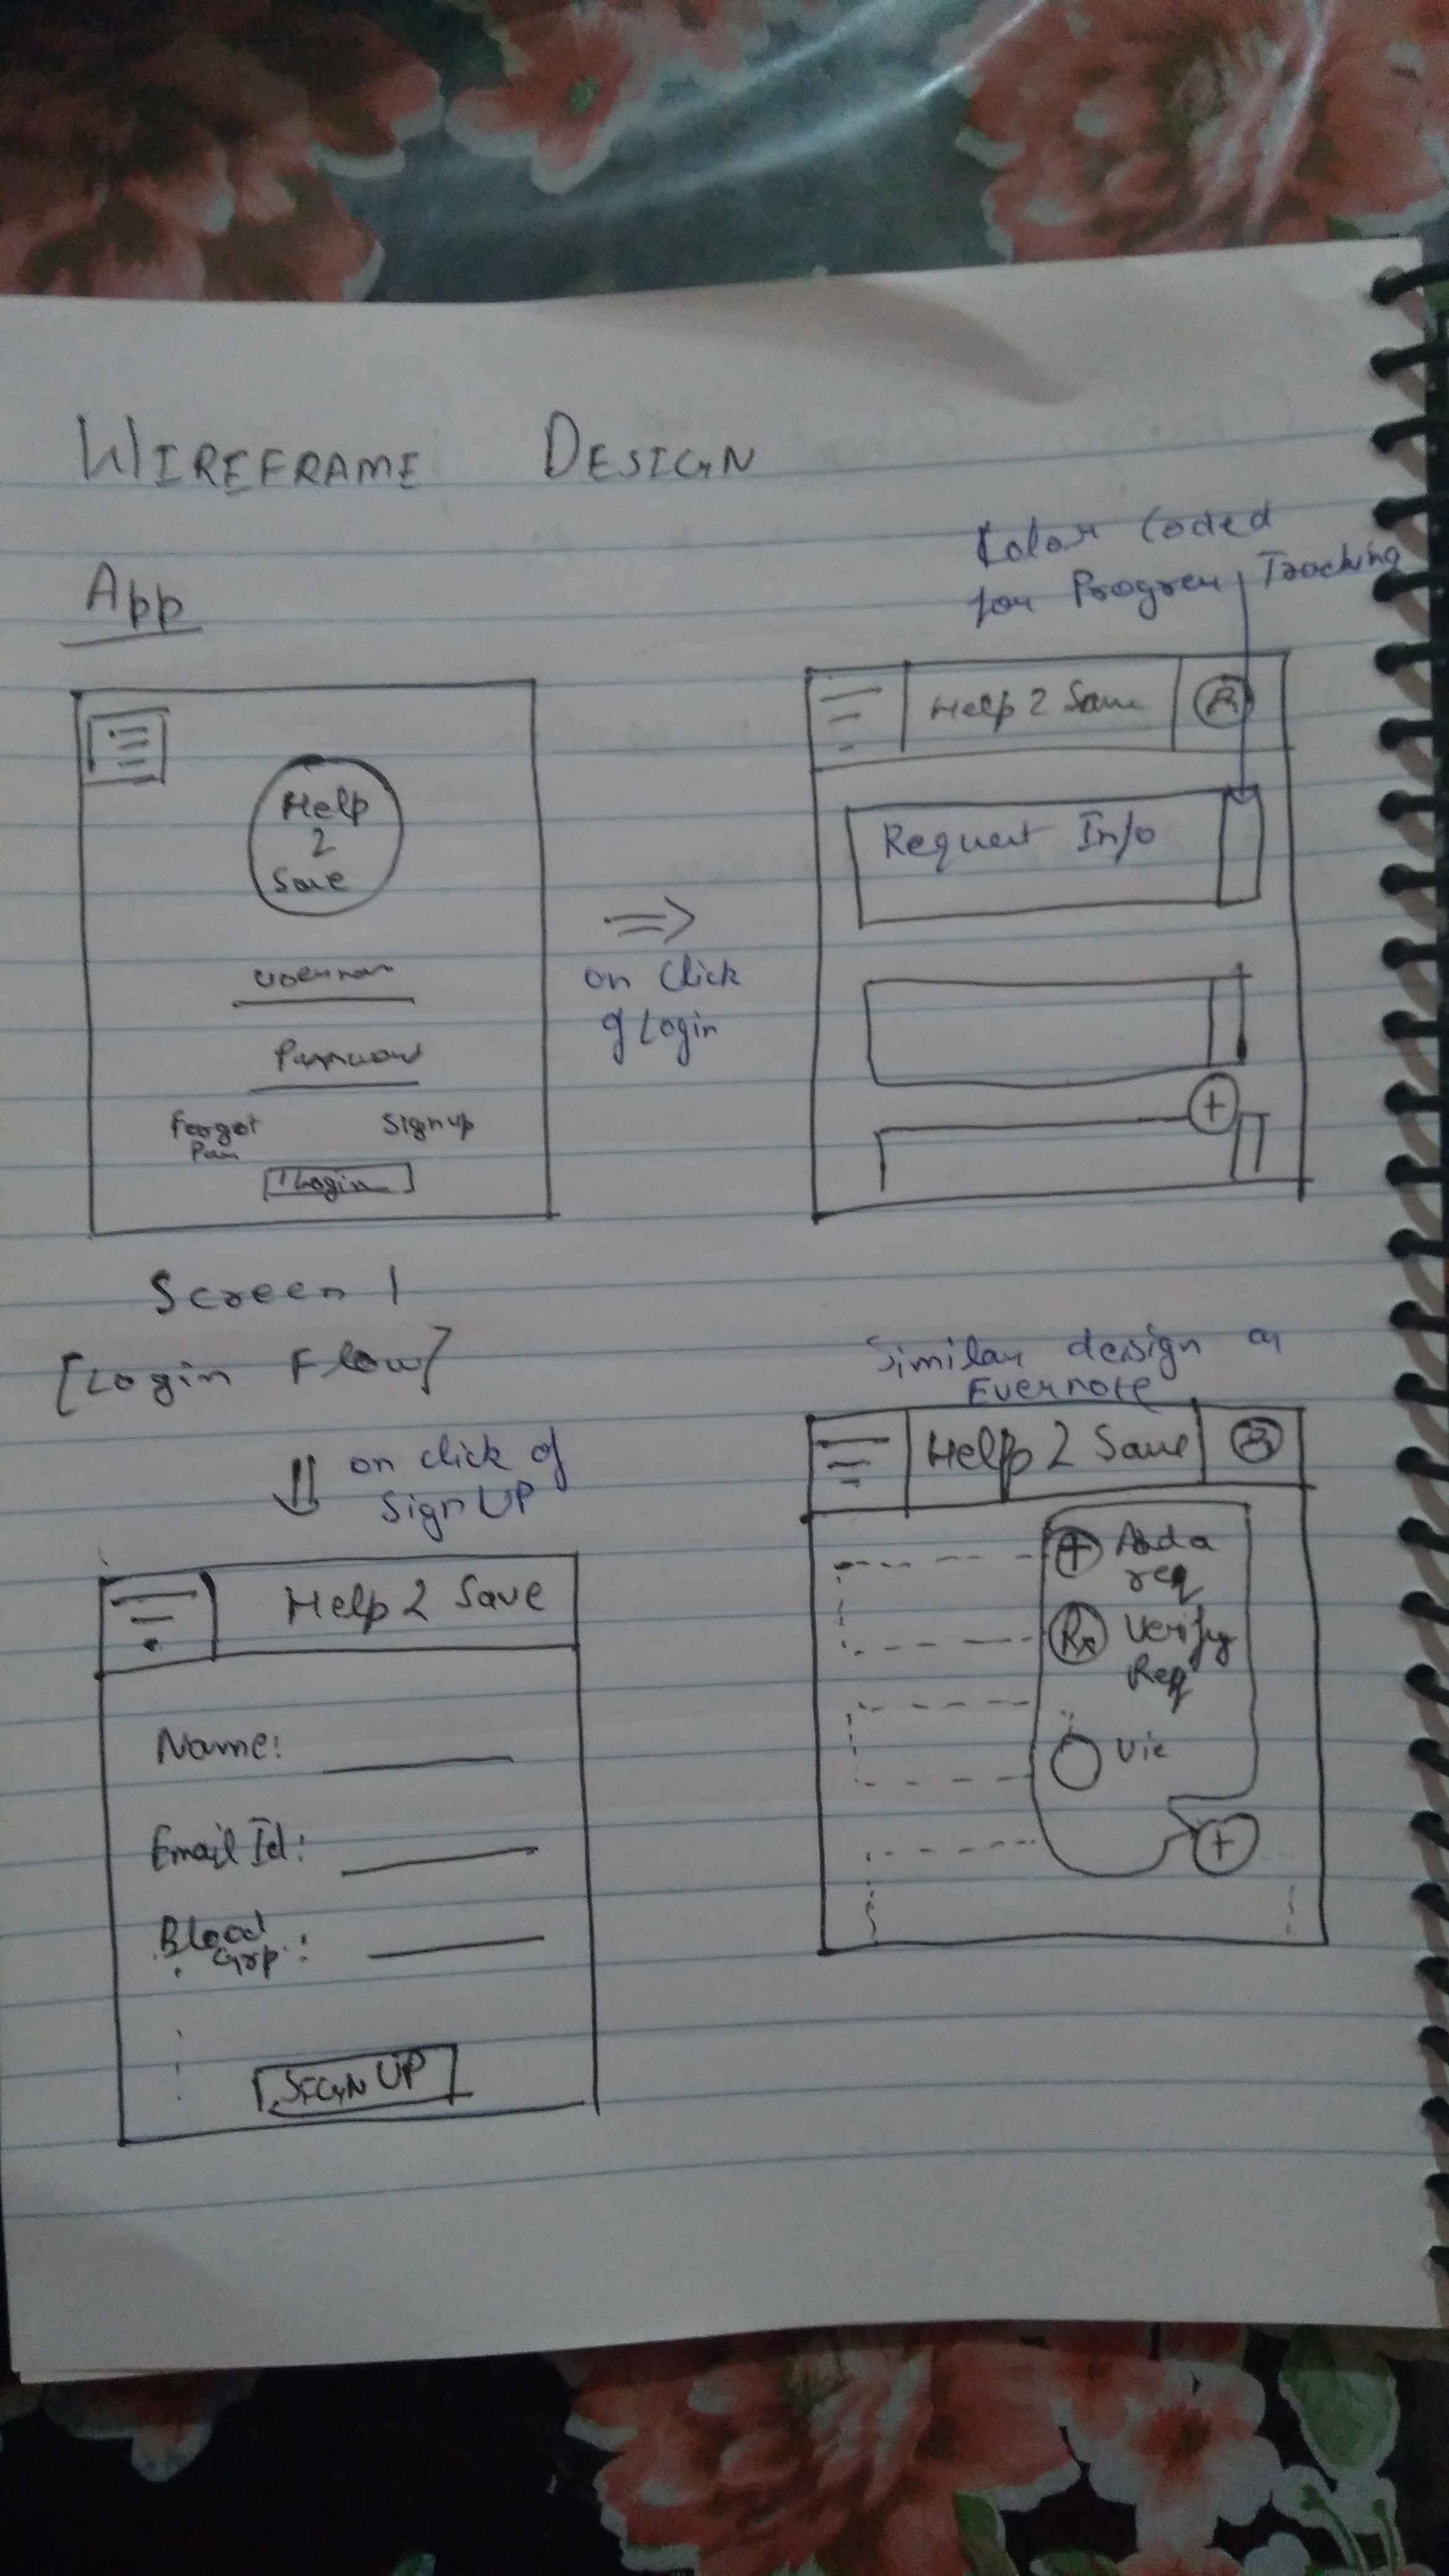 WIREFRAME DESIGN
App
Color Coded
for Progress Tracking
Help
2
Save
Username
Password
Forgot
Pass
Signup
Login
Screen 1
[Login Flow]
on click
of Login
Help 2 Save
Request Info
+
on click of
Sign UP
Help 2 Save
Name:
Email Id:
Blood
Grp.:
SIGN UP
Similar design as
Evernote
Help 2 Save
+ Add a
req
Rx Verify
Req
Vie
+